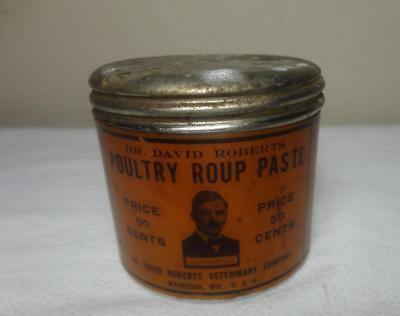 DR. DAVID ROBERTS
POULTRY ROUP PASTE
PRICE
50
CENTS
PRICE
50
CENTS
DR. DAVID ROBERTS VETERINARY COMPANY
WAUKESHA, WIS., U. S. A.